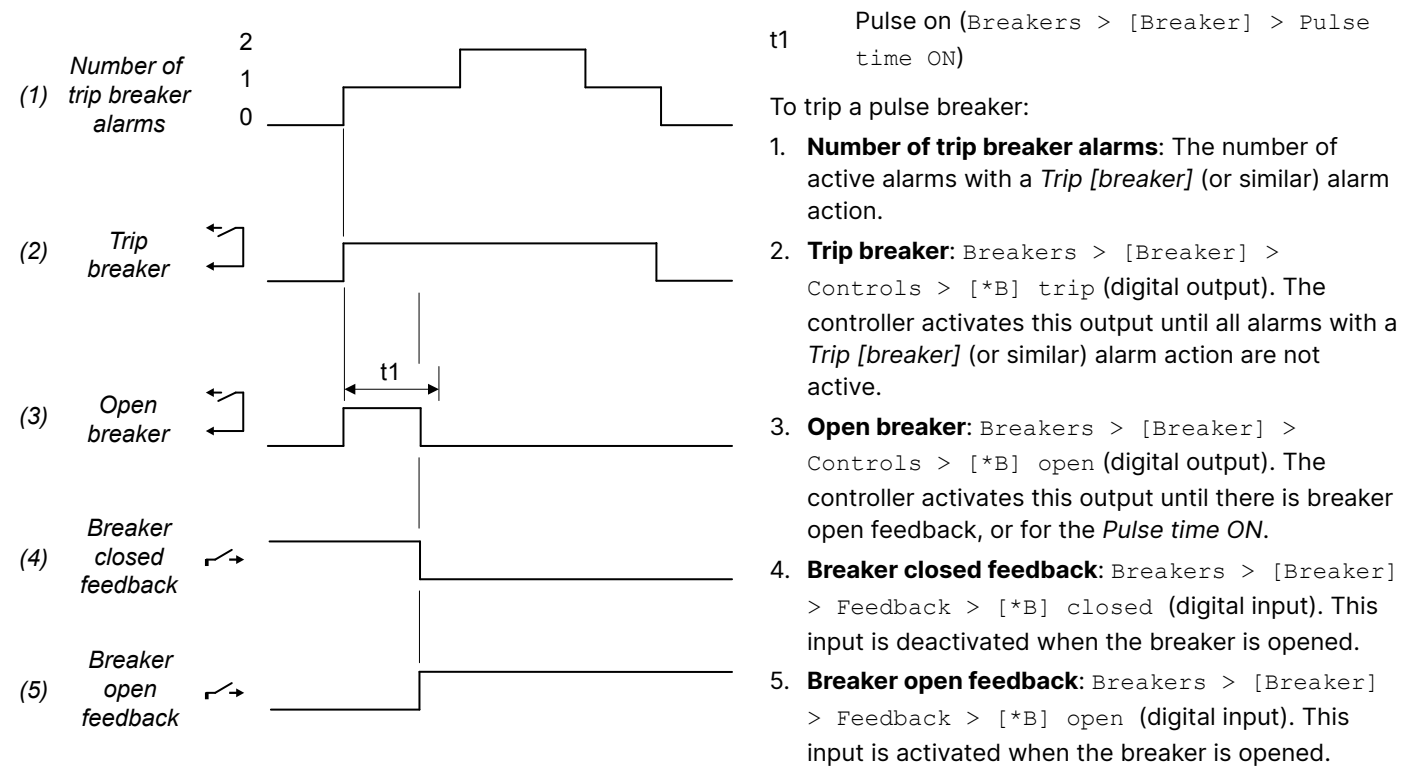 (1)
Number of
trip breaker
alarms
2
1
0
(2)
Trip
breaker
t1
(3)
Open
breaker
(4)
Breaker
closed
feedback
(5)
Breaker
open
feedback
t1
Pulse on (Breakers > [Breaker] > Pulse
time ON)
To trip a pulse breaker:
1. Number of trip breaker alarms: The number of
active alarms with a Trip [breaker] (or similar) alarm
action.
2. Trip breaker: Breakers > [Breaker] >
Controls > [*B] trip (digital output). The
controller activates this output until all alarms with a
Trip [breaker] (or similar) alarm action are not
active.
3. Open breaker: Breakers > [Breaker] >
Controls > [*B] open (digital output). The
controller activates this output until there is breaker
open feedback, or for the Pulse time ON.
4. Breaker closed feedback: Breakers > [Breaker]
> Feedback > [*B] closed (digital input). This
input is deactivated when the breaker is opened.
5. Breaker open feedback: Breakers > [Breaker]
> Feedback > [*B] open (digital input). This
input is activated when the breaker is opened.